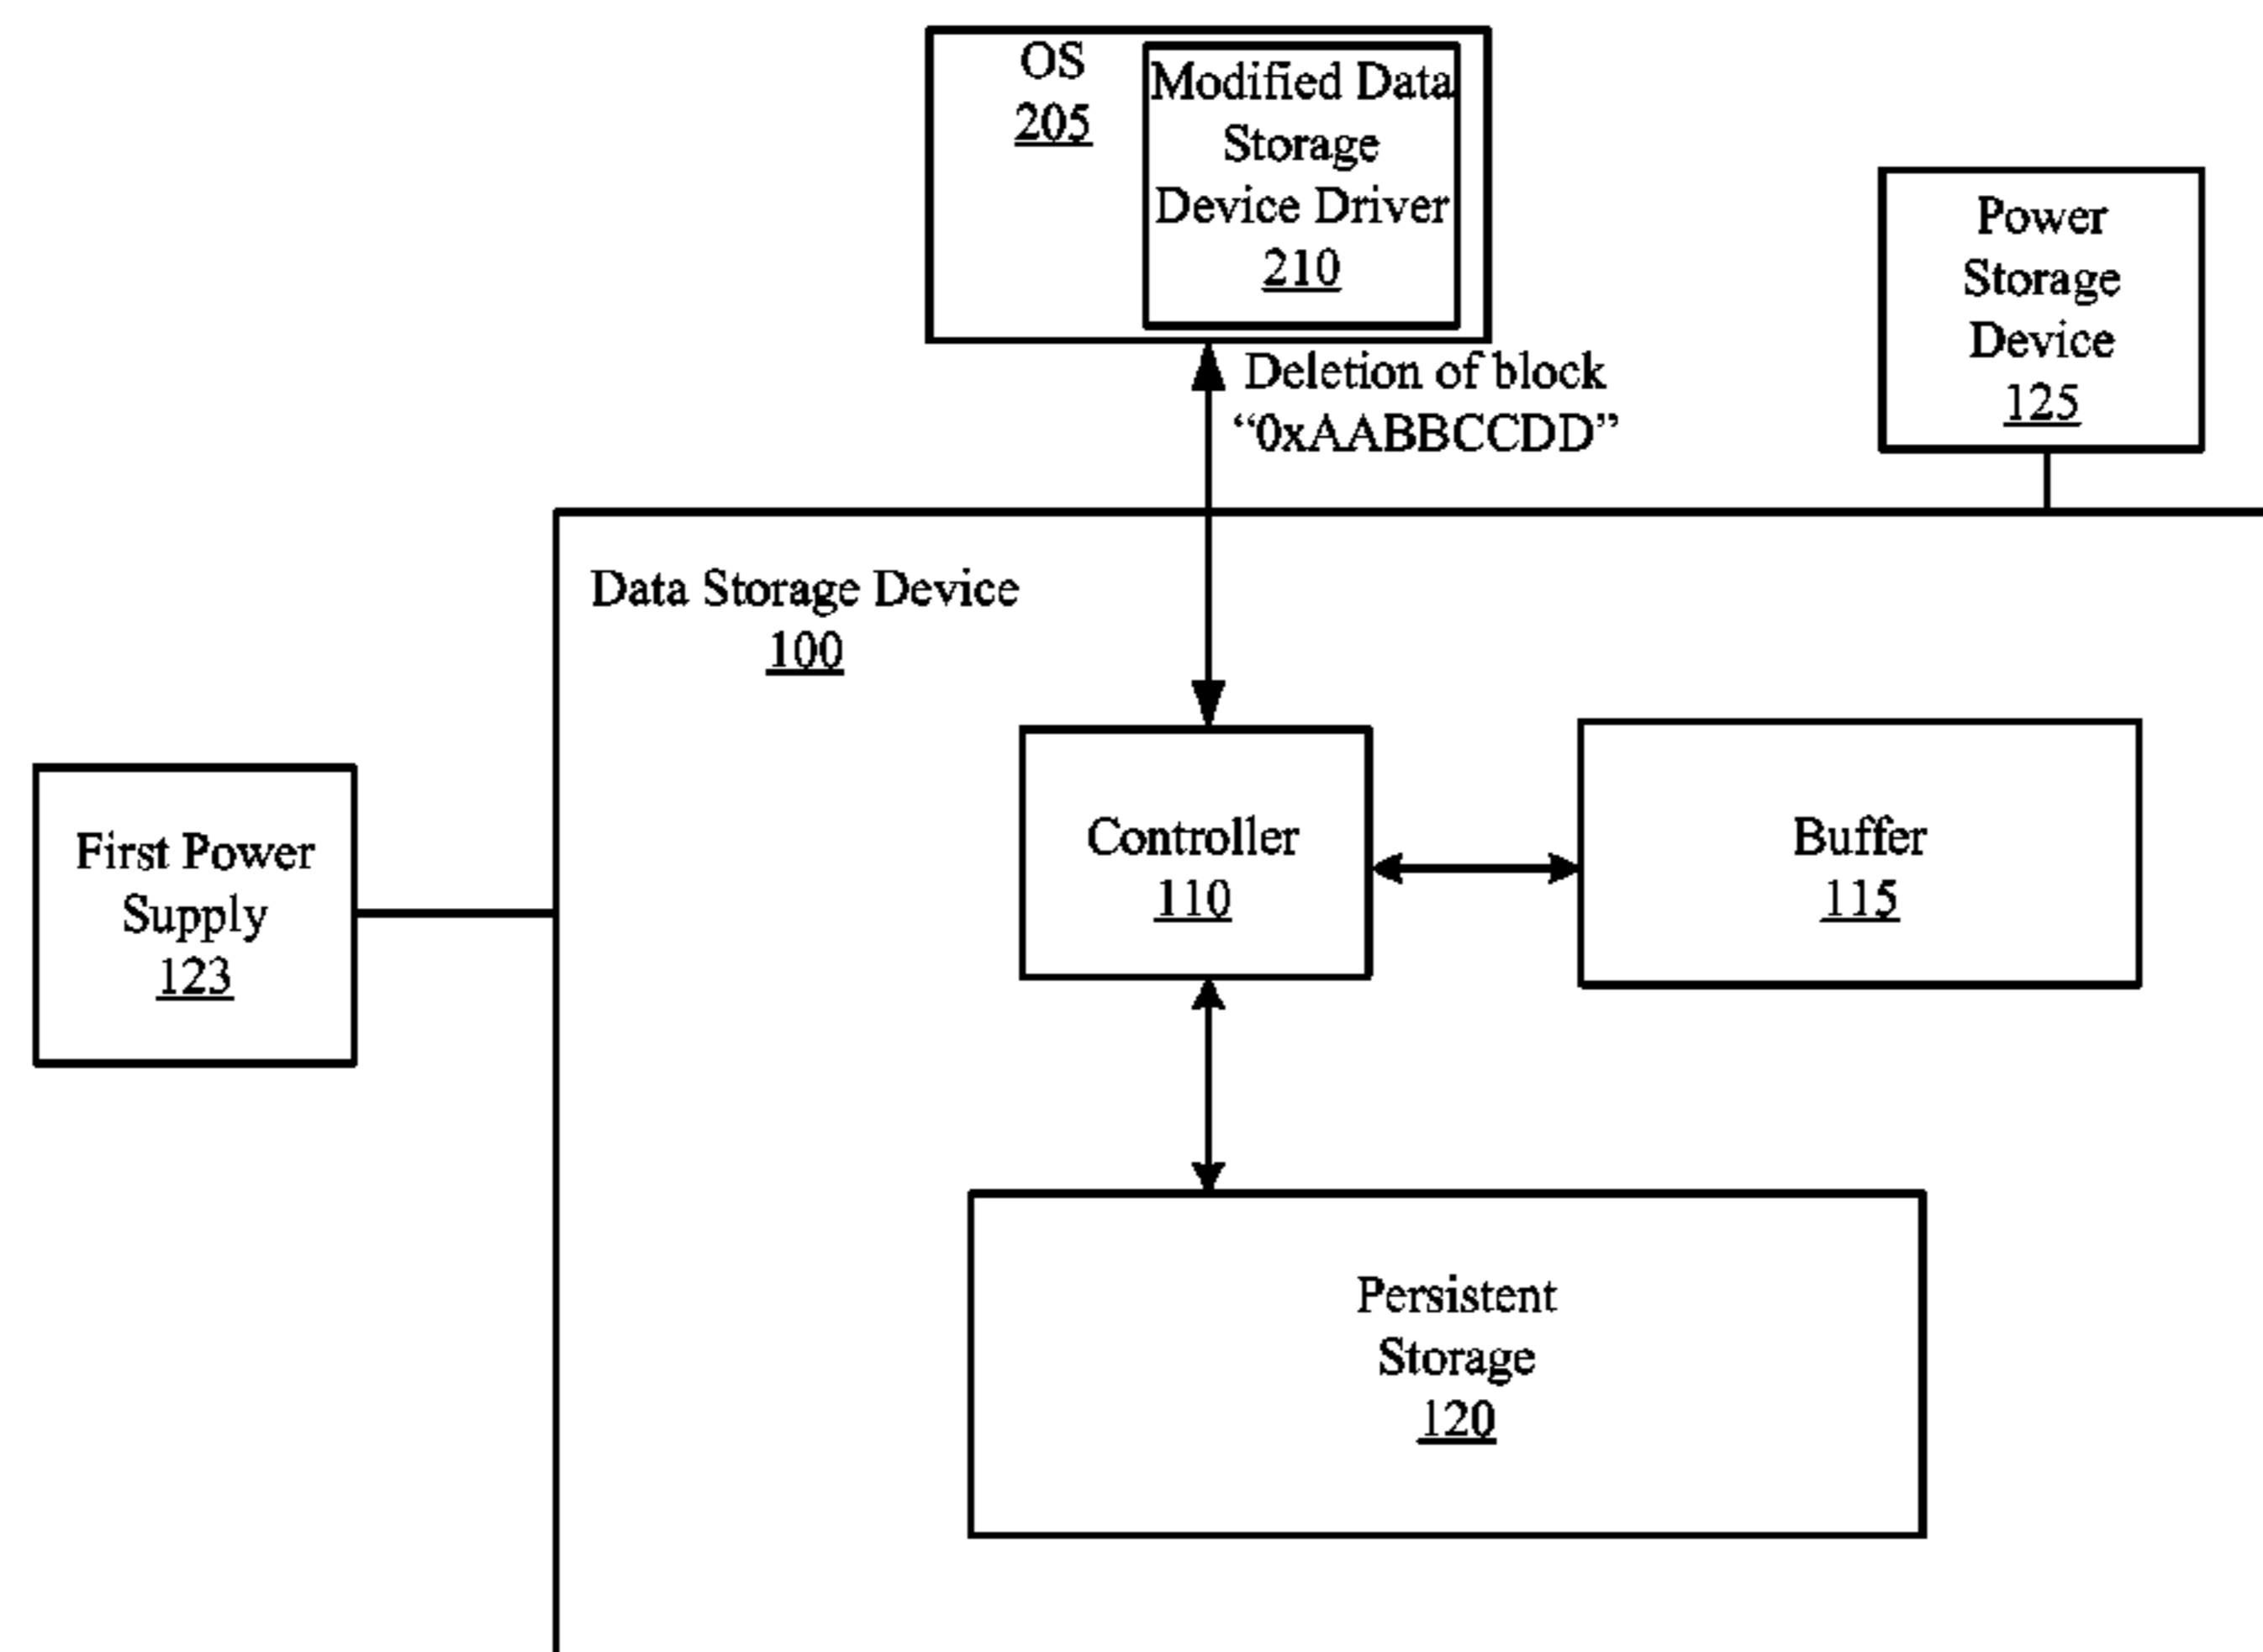 OS
205
Modified Data
Storage
Device Driver
210
Power
Storage
Device
125
Deletion of block
“0xAABBCCDD”
Data Storage Device
100
First Power
Supply
123
Controller
110
Buffer
115
Persistent
Storage
120